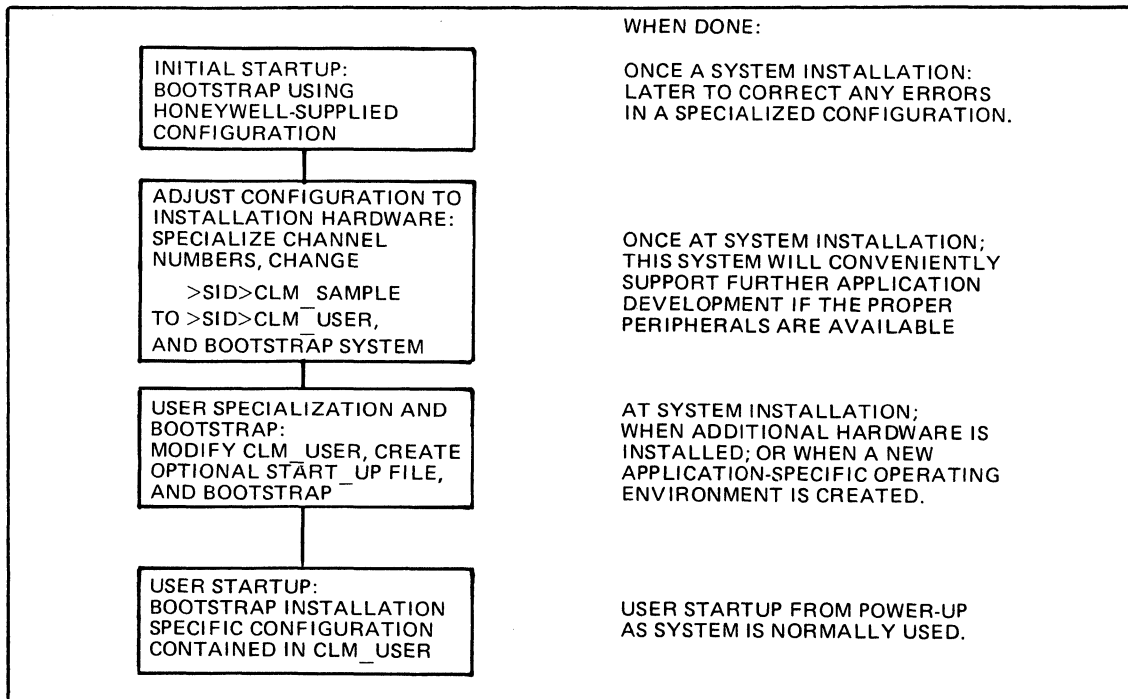 WHEN DONE:
INITIAL STARTUP:
BOOTSTRAP USING
HONEYWELL-SUPPLIED
CONFIGURATION
ONCE A SYSTEM INSTALLATION:
LATER TO CORRECT ANY ERRORS
IN A SPECIALIZED CONFIGURATION.
ADJUST CONFIGURATION TO
INSTALLATION HARDWARE:
SPECIALIZE CHANNEL
NUMBERS, CHANGE
>SID>CLM_SAMPLE
TO >SID>CLM_USER,
AND BOOTSTRAP SYSTEM
ONCE AT SYSTEM INSTALLATION;
THIS SYSTEM WILL CONVENIENTLY
SUPPORT FURTHER APPLICATION
DEVELOPMENT IF THE PROPER
PERIPHERALS ARE AVAILABLE
USER SPECIALIZATION AND
BOOTSTRAP:
MODIFY CLM_USER, CREATE
OPTIONAL START_UP FILE,
AND BOOTSTRAP
AT SYSTEM INSTALLATION;
WHEN ADDITIONAL HARDWARE IS
INSTALLED; OR WHEN A NEW
APPLICATION-SPECIFIC OPERATING
ENVIRONMENT IS CREATED.
USER STARTUP:
BOOTSTRAP INSTALLATION
SPECIFIC CONFIGURATION
CONTAINED IN CLM_USER
USER STARTUP FROM POWER-UP
AS SYSTEM IS NORMALLY USED.